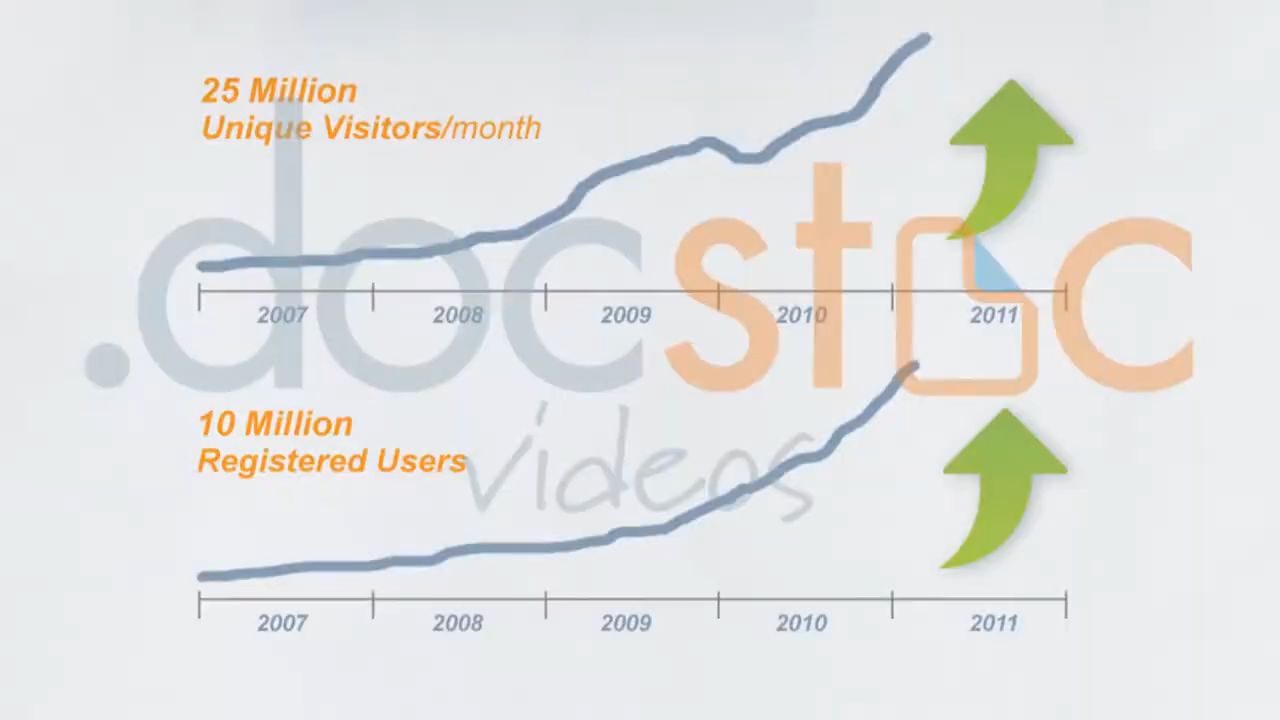 25 Million
Unique Visitors/month
2007 2008 2009 2010 2011
.docstoc
videos
10 Million
Registered Users
2007 2008 2009 2010 2011